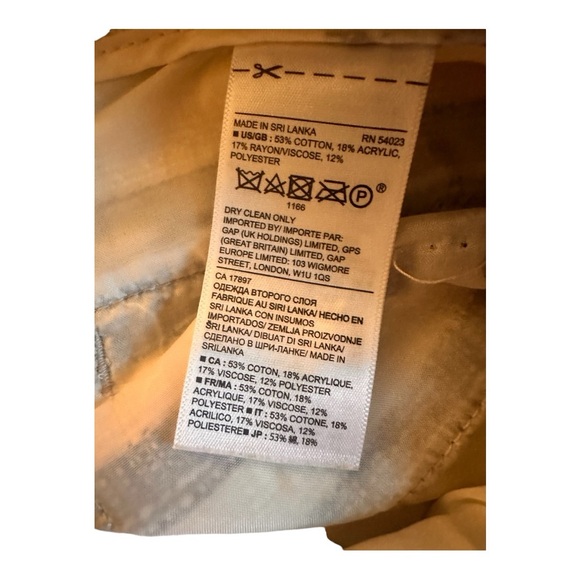 MADE IN SRI LANKA RN 54023
■ US/GB : 53% COTTON, 18% ACRYLIC,
17% RAYON/VISCOSE, 12%
POLYESTER
P ®
1166
DRY CLEAN ONLY
IMPORTED BY/ IMPORTE PAR:
GAP (UK HOLDINGS) LIMITED, GPS
(GREAT BRITAIN) LIMITED, GAP
EUROPE LIMITED: 103 WIGMORE
STREET, LONDON, W1U 1QS
CA 17897
ОДЕЖДА ВТОРОГО СЛОЯ
FABRIQUE AU SIRI LANKA/ HECHO EN
SRI LANKA CON INSUMOS
IMPORTADOS/ ZEMLJA PROIZVODNJE
ŠRI LANKA/ DIBUAT DI SRI LANKA/
СДЕЛАНО В ШРИ-ЛАНКЕ/ MADE IN
SRILANKA
■ CA : 53% COTON, 18% ACRYLIQUE,
17% VISCOSE, 12% POLYESTER
■ FR/MA : 53% COTON, 18%
ACRYLIQUE, 17% VISCOSE, 12%
POLYESTER ■ IT : 53% COTONE, 18%
ACRILICO, 17% VISCOSA, 12%
POLIESTERE ■ JP : 53% 綿, 18%